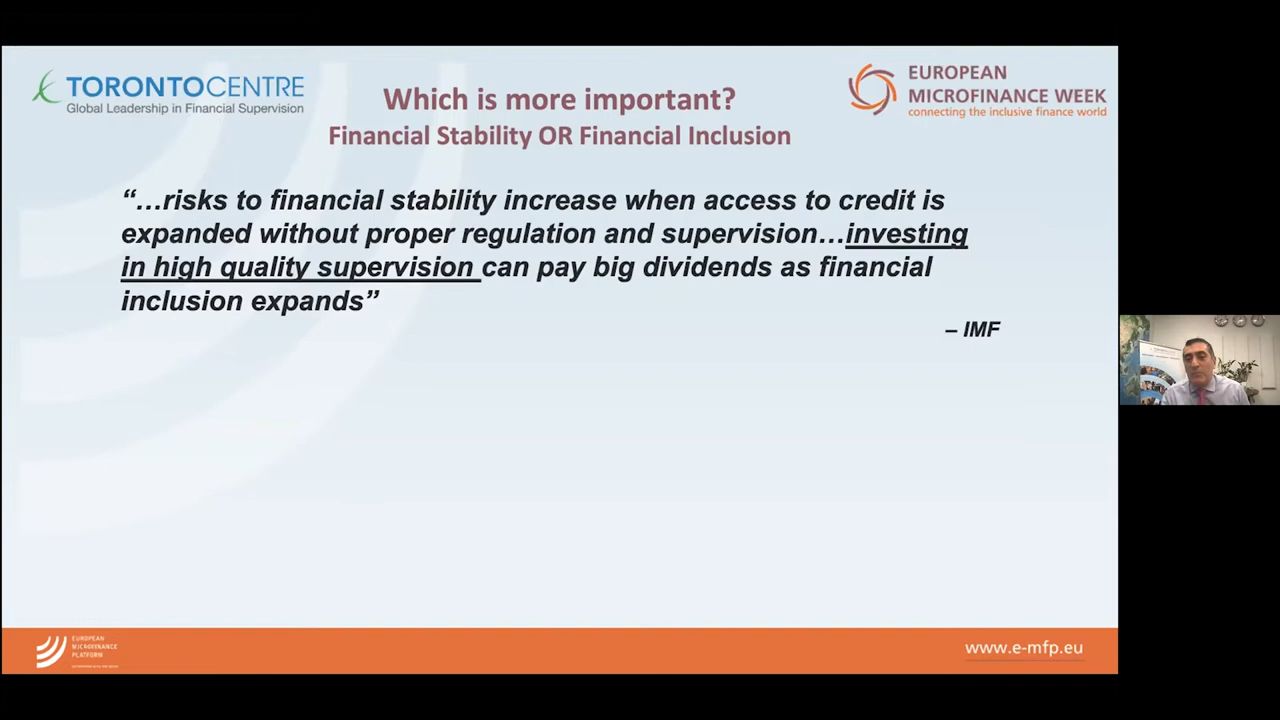 TORONTOCENTRE
Global Leadership in Financial Supervision
Which is more important?
Financial Stability OR Financial Inclusion
EUROPEAN
MICROFINANCE WEEK
connecting the inclusive finance world
“...risks to financial stability increase when access to credit is
expanded without proper regulation and supervision...investing
in high quality supervision can pay big dividends as financial
inclusion expands”
– IMF
EUROPEAN
MICROFINANCE
PLATFORM
www.e-mfp.eu